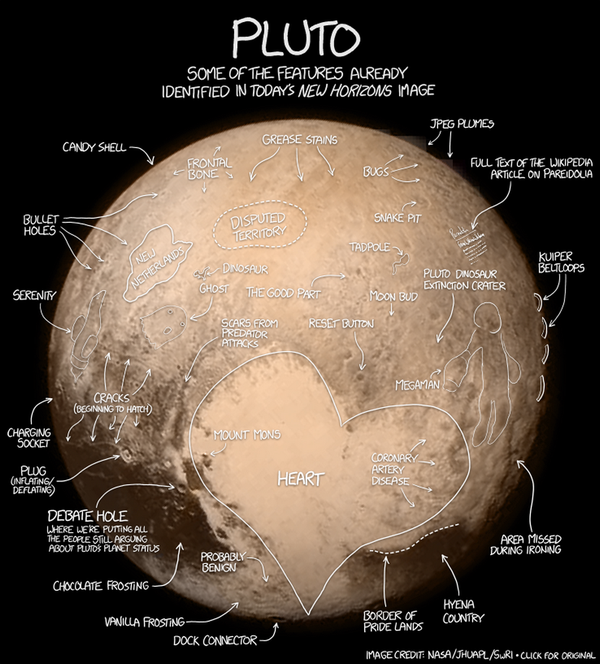 PLUTO
SOME OF THE FEATURES ALREADY
IDENTIFIED IN TODAY'S NEW HORIZONS IMAGE
JPEG PLUMES
CANDY SHELL
GREASE STAINS
FRONTAL
BONE
BUGS
FULL TEXT OF THE WIKIPEDIA
ARTICLE ON PAREIDOLIA
BULLET
HOLES
DISPUTED
TERRITORY
SNAKE PIT
NEW
NETHERLANDS
TADPOLE
DINOSAUR
KUIPER
BELTLOOPS
PLUTO DINOSAUR
EXTINCTION CRATER
GHOST
THE GOOD PART
MOON BUD
SERENITY
SCARS FROM
PREDATOR
ATTACKS
RESET BUTTON
MEGAMAN
CRACKS
(BEGINNING TO HATCH)
CHARGING
SOCKET
MOUNT MONS
HEART
CORONARY
ARTERY
DISEASE
PLUG
(INFLATING/
DEFLATING)
DEBATE HOLE
WHERE WE'RE PUTTING ALL
THE PEOPLE STILL ARGUING
ABOUT PLUTO'S PLANET STATUS
AREA MISSED
DURING IRONING
PROBABLY
BENIGN
CHOCOLATE FROSTING
VANILLA FROSTING
BORDER OF
PRIDE LANDS
HYENA
COUNTRY
DOCK CONNECTOR
IMAGE CREDIT: NASA/JHUAPL/SwRI • CLICK FOR ORIGINAL